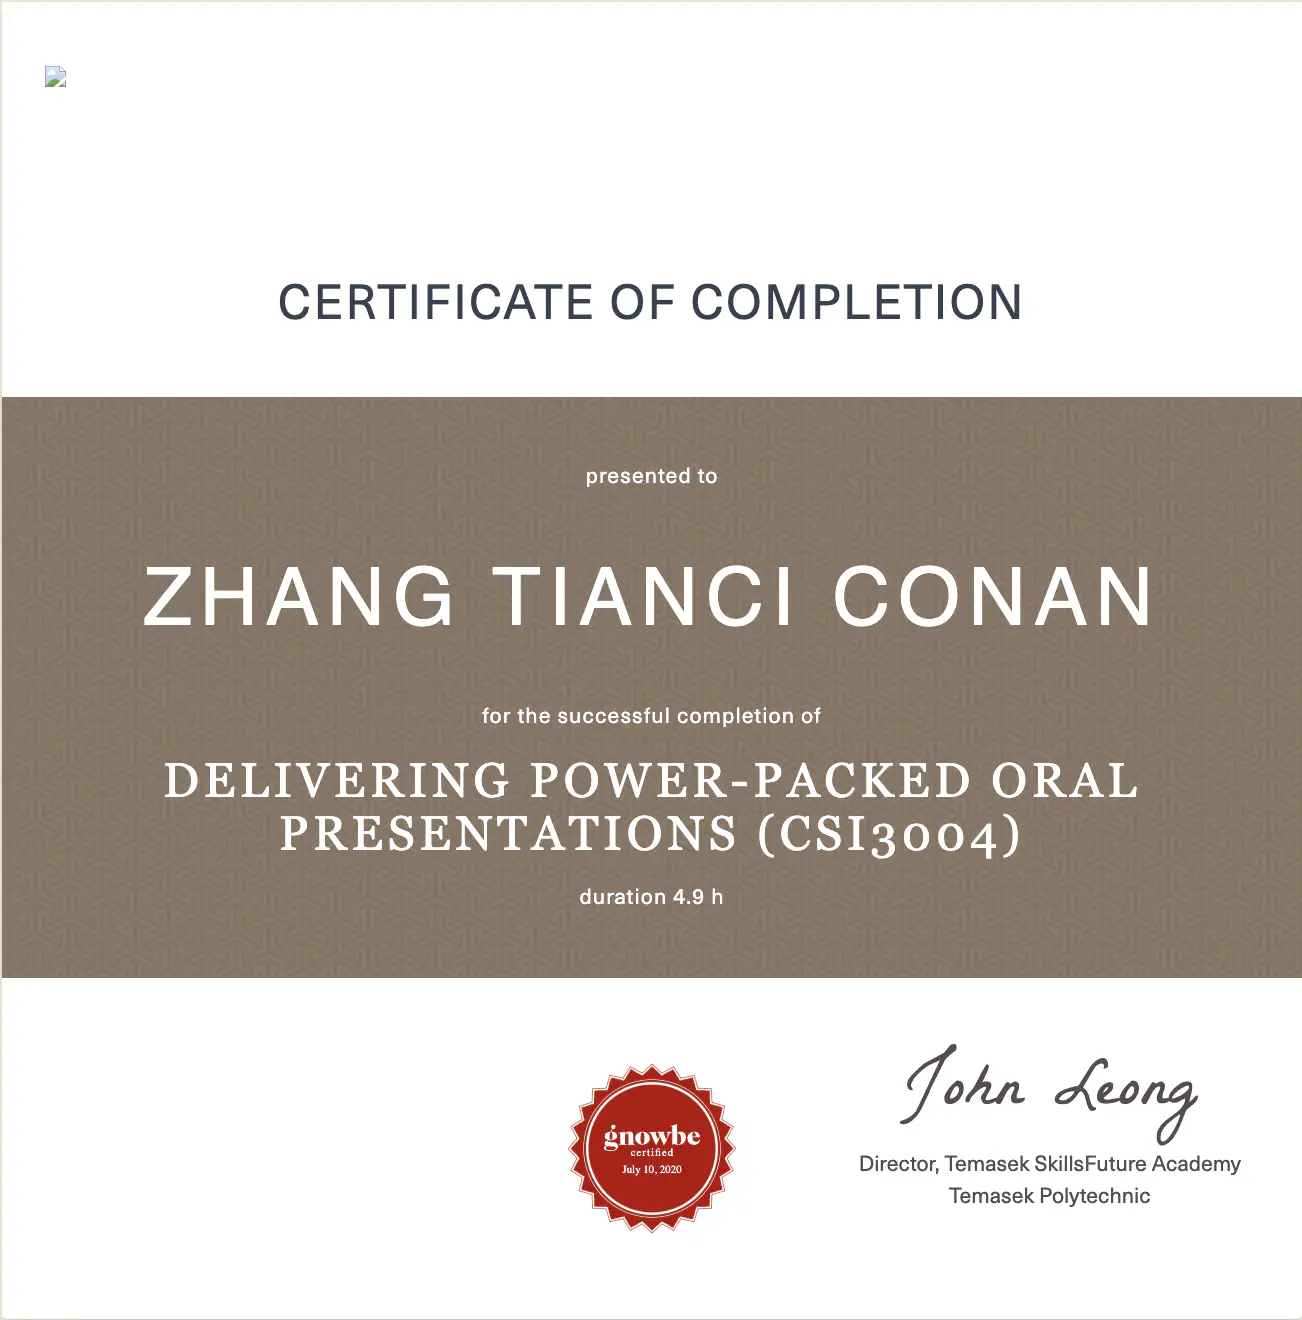 CERTIFICATE OF COMPLETION
presented to
ZHANG TIANCI CONAN
for the successful completion of
DELIVERING POWER-PACKED ORAL
PRESENTATIONS (CSI3004)
duration 4.9 h
gnowbe
certified
July 10, 2020
John Leong
Director, Temasek SkillsFuture Academy
Temasek Polytechnic